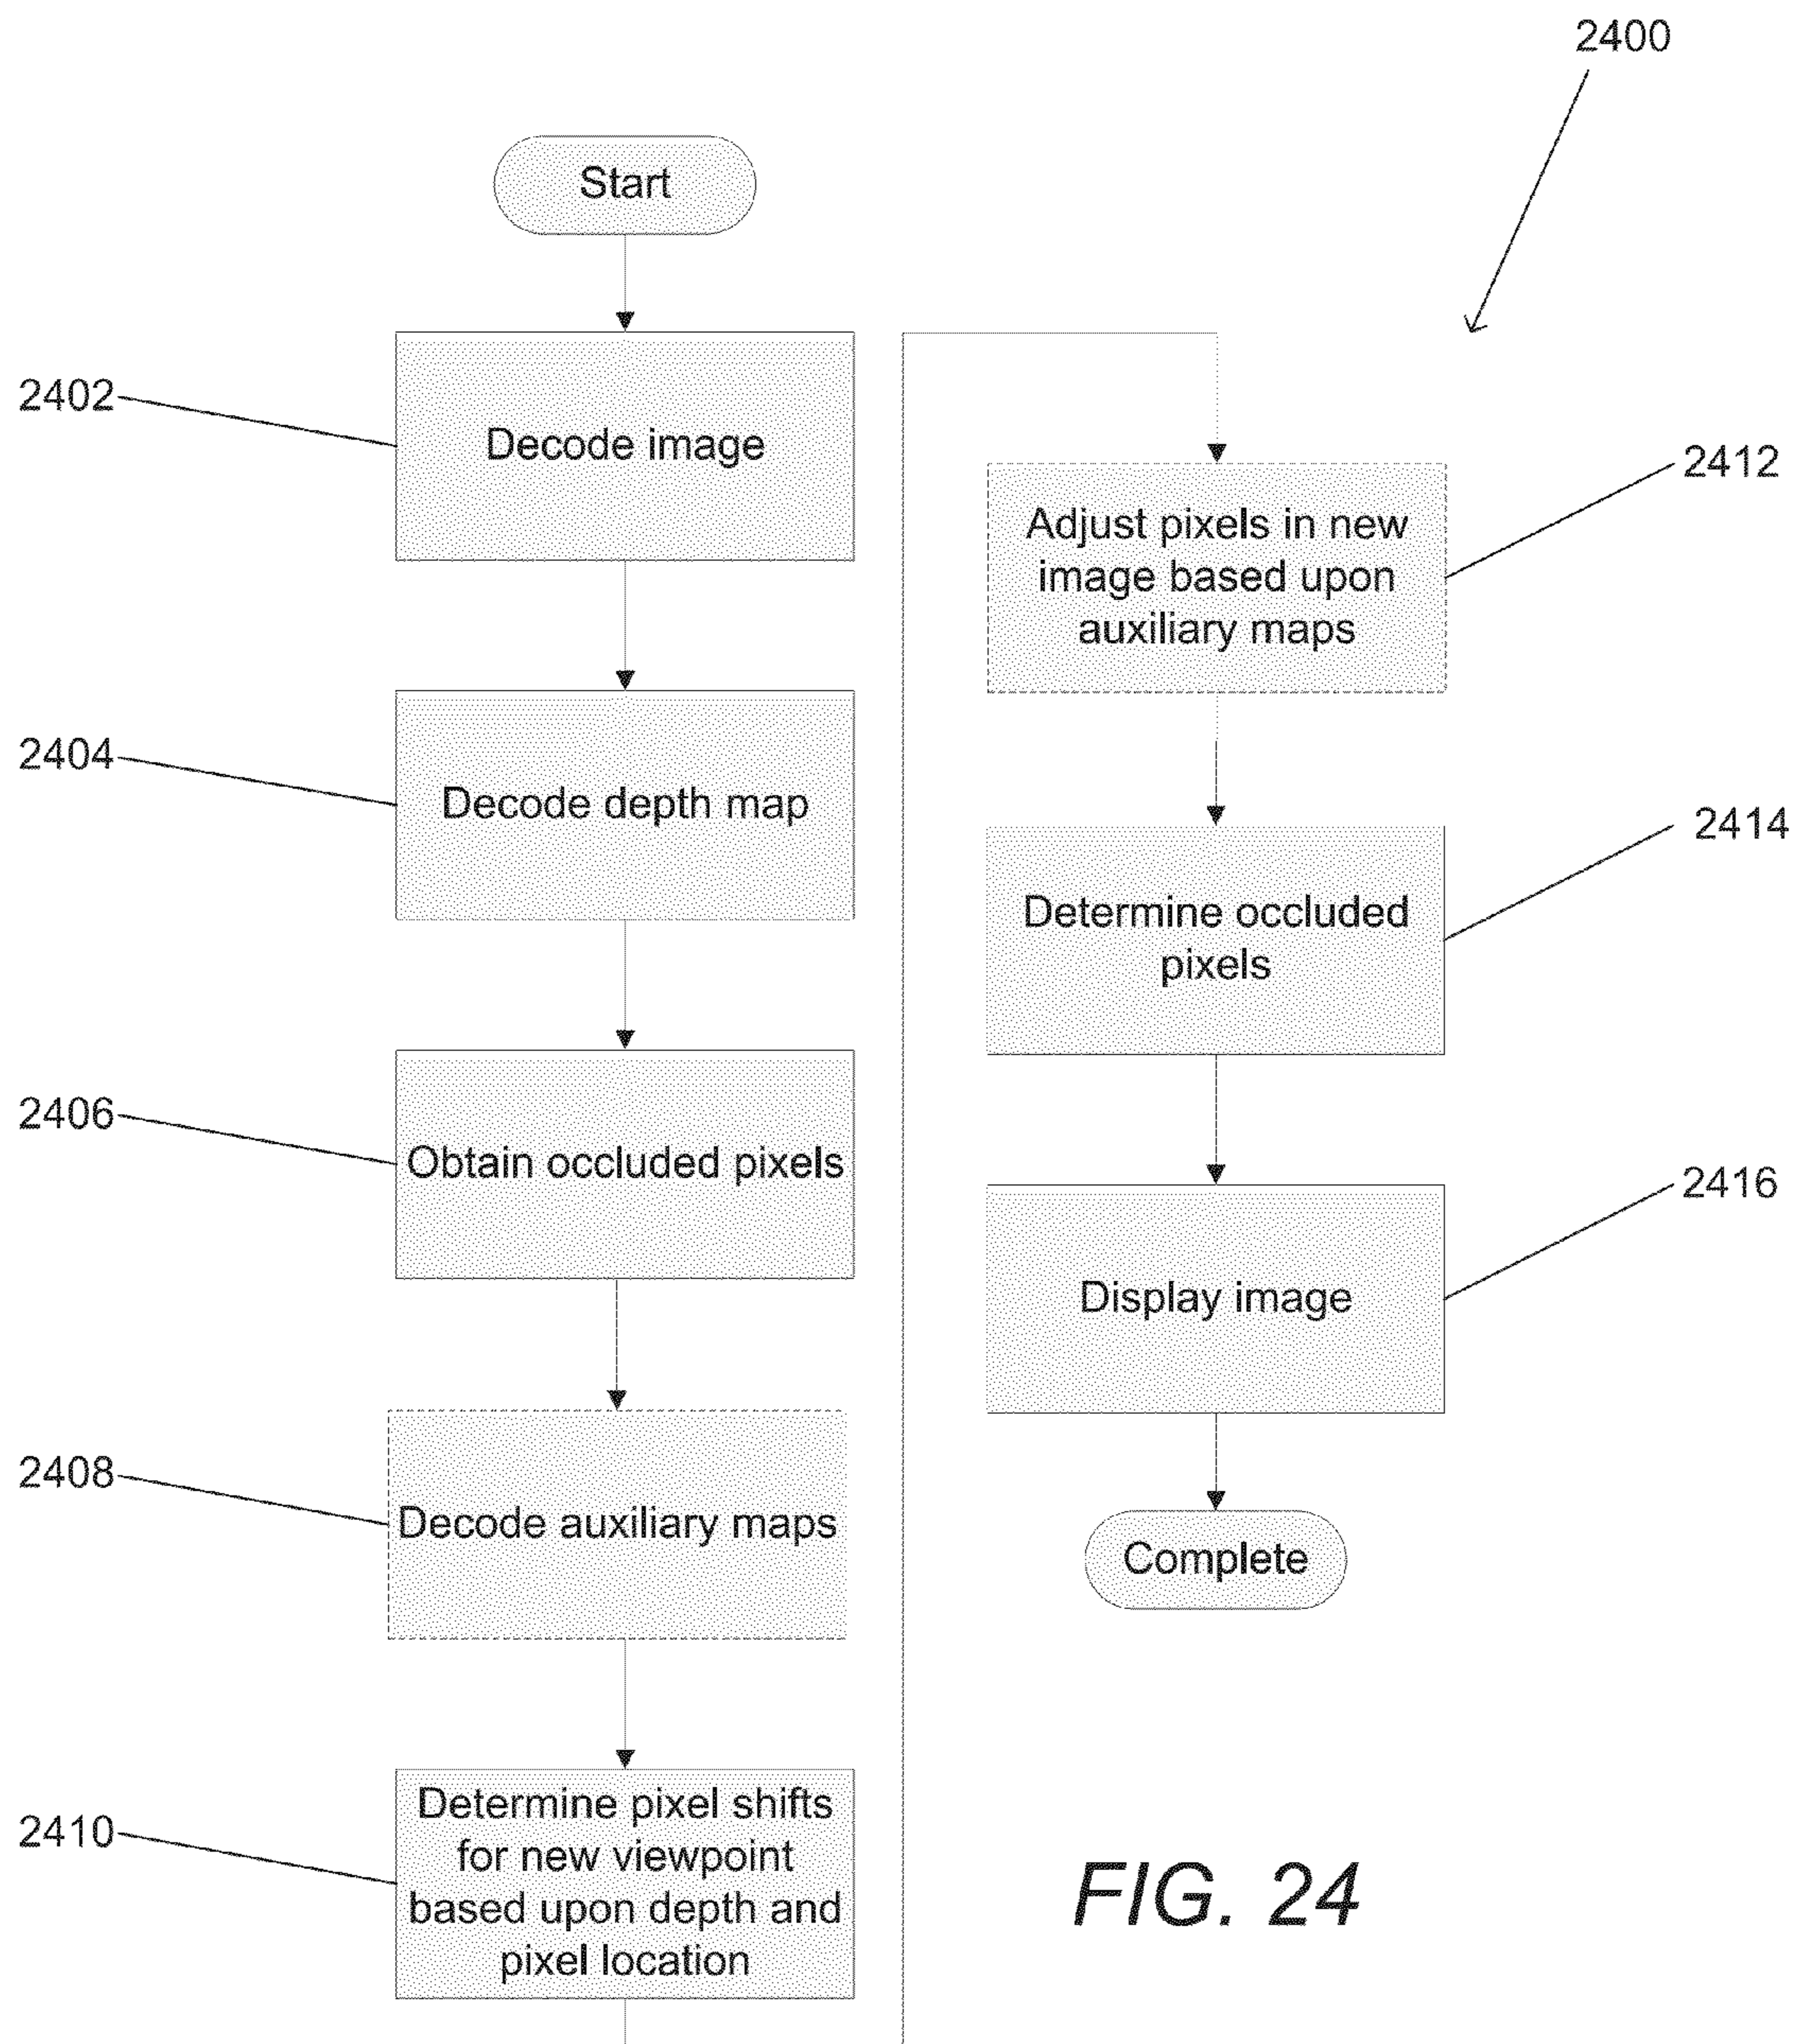 2400
Start
2402
Decode image
2404
Decode depth map
2406
Obtain occluded pixels
2408
Decode auxiliary maps
2410
Determine pixel shifts
for new viewpoint
based upon depth and
pixel location
2412
Adjust pixels in new
image based upon
auxiliary maps
2414
Determine occluded
pixels
2416
Display image
Complete
FIG. 24